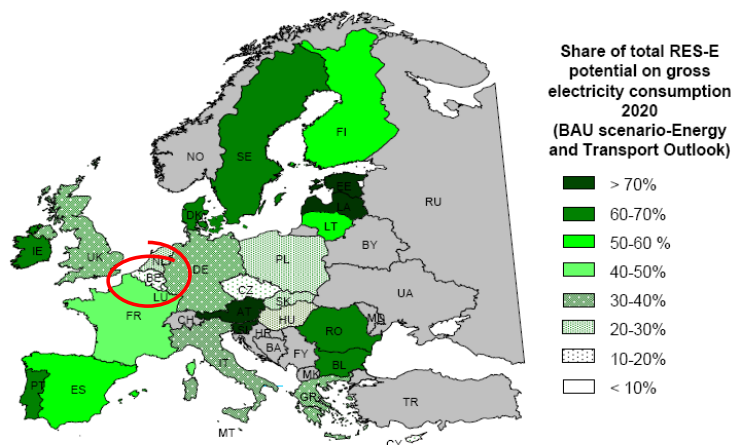 Share of total RES-E
potential on gross
electricity consumption
2020
(BAU scenario-Energy
and Transport Outlook)
> 70%
60-70%
50-60 %
40-50%
30-40%
20-30%
10-20%
< 10%
NO
SE
FI
RU
EE
LA
LT
DK
IE
UK
NL
BE
DE
PL
BY
LU
CZ
SK
UA
FR
CH
AT
HU
RO
MD
HR
BA
FY
BL
IT
MK
PT
ES
GR
TR
MT
CY